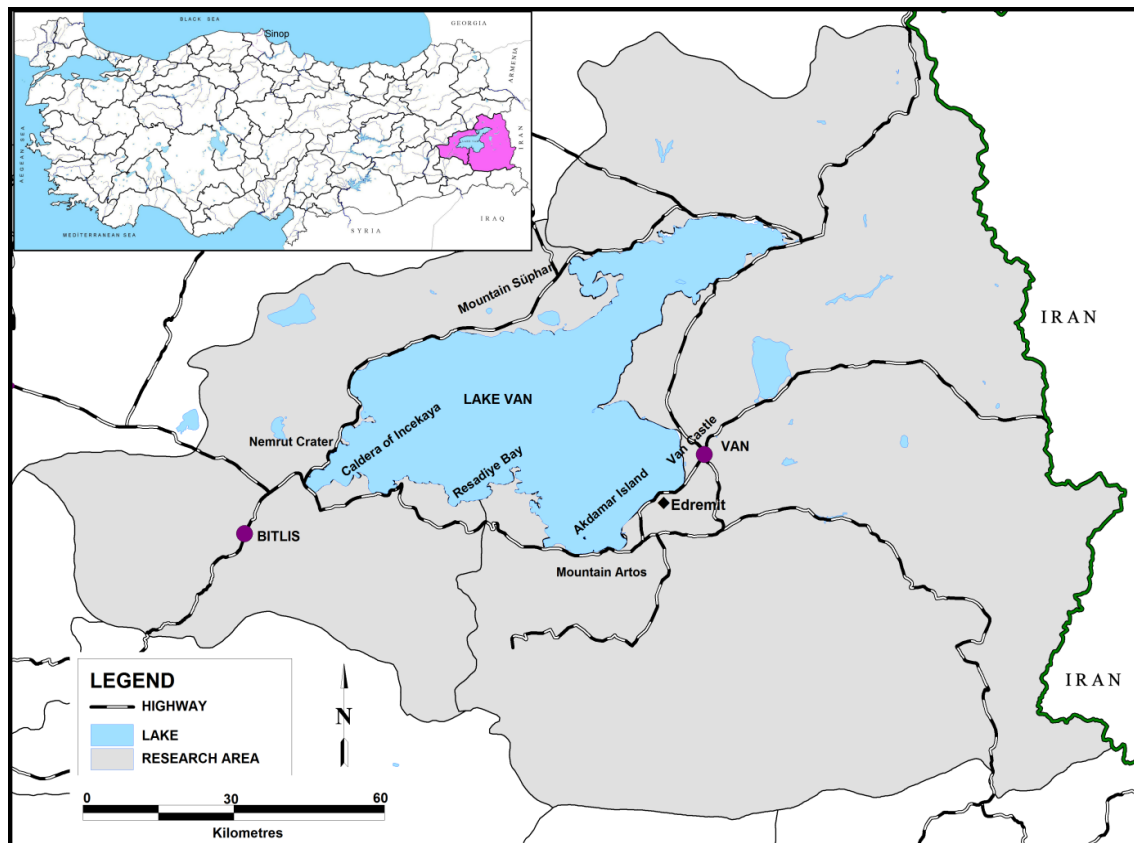 BLACK SEA
GEORGIA
Sinop
ARMENIA
AEGEAN SEA
IRAN
IRAQ
SYRIA
MEDİTERRANEAN SEA
Mountain Süphan
IRAN
LAKE VAN
Nemrut Crater
Caldera of Incekaya
Resadiye Bay
Van Castle
VAN
Akdamar Island
Edremit
BITLIS
Mountain Artos
IRAN
LEGEND
HIGHWAY
LAKE
RESEARCH AREA
N
0 30 60
Kilometres